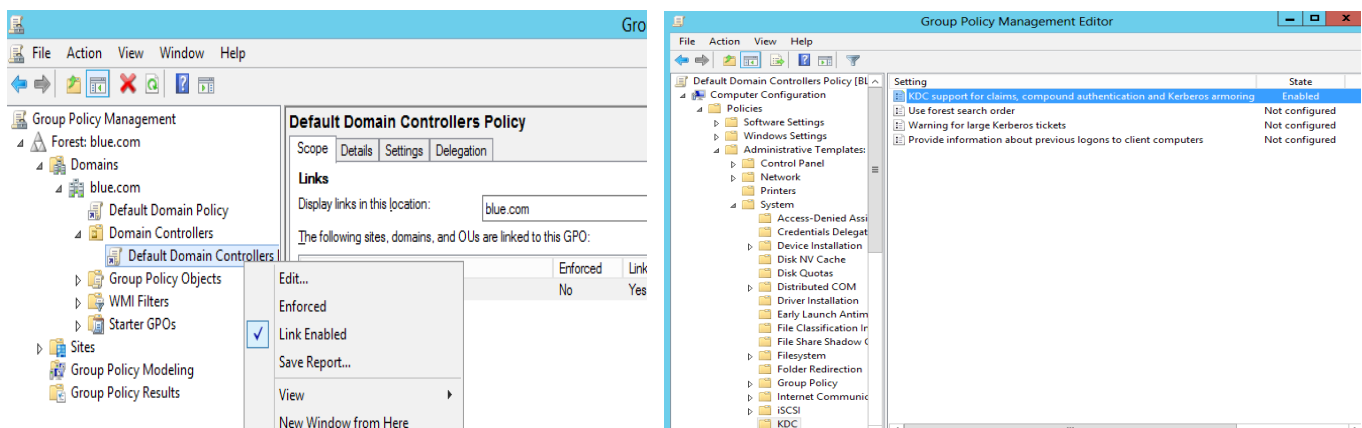 Gro
File Action View Window Help
Group Policy Management
Forest: blue.com
Domains
blue.com
Default Domain Policy
Domain Controllers
Default Domain Controllers
Group Policy Objects
WMI Filters
Starter GPOs
Sites
Group Policy Modeling
Group Policy Results
Default Domain Controllers Policy
Scope Details Settings Delegation
Links
Display links in this location: blue.com
The following sites, domains, and OUs are linked to this GPO:
Enforced Link
No Yes
Edit...
Enforced
Link Enabled
Save Report...
View
New Window from Here
Group Policy Management Editor
File Action View Help
Default Domain Controllers Policy [BL
Computer Configuration
Policies
Software Settings
Windows Settings
Administrative Templates:
Control Panel
Network
Printers
System
Access-Denied Assi
Credentials Delegat
Device Installation
Disk NV Cache
Disk Quotas
Distributed COM
Driver Installation
Early Launch Antim
File Classification In
File Share Shadow C
Filesystem
Folder Redirection
Group Policy
Internet Communic
iSCSI
KDC
Setting State
KDC support for claims, compound authentication and Kerberos armoring Enabled
Use forest search order Not configured
Warning for large Kerberos tickets Not configured
Provide information about previous logons to client computers Not configured